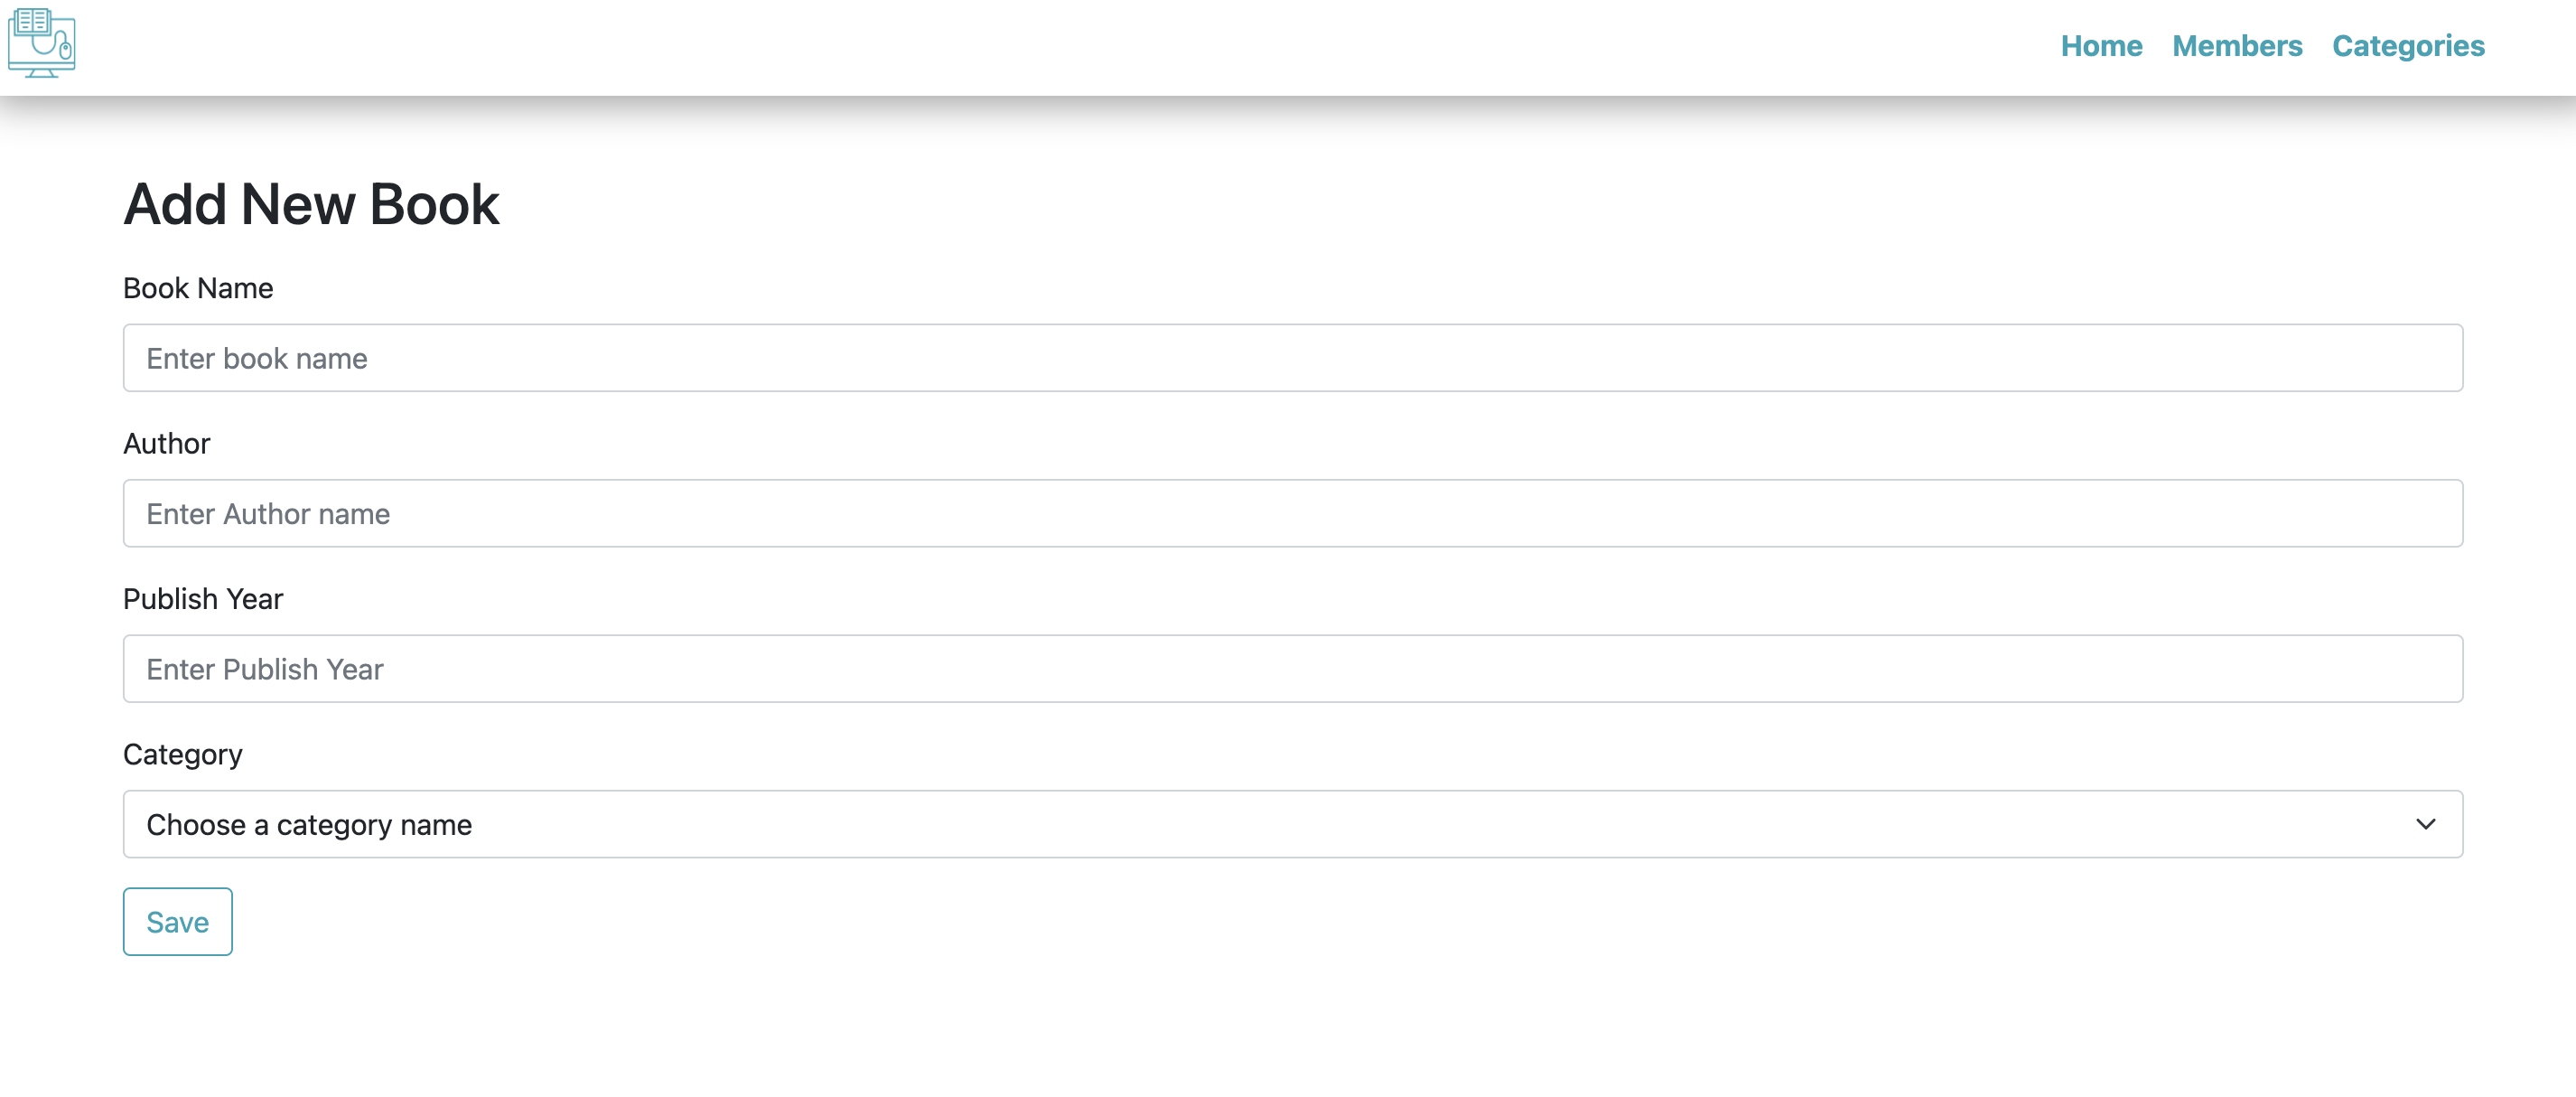 Home Members Categories
Add New Book
Book Name
Enter book name
Author
Enter Author name
Publish Year
Enter Publish Year
Category
Choose a category name
Save